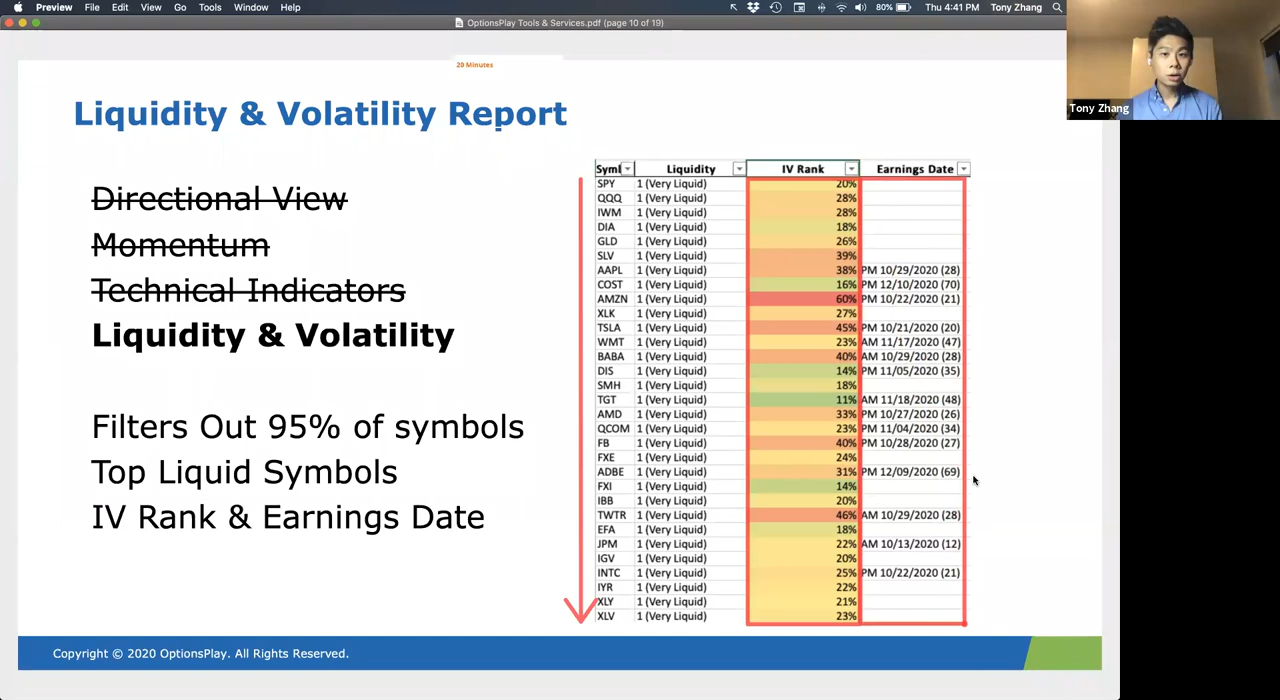 Preview File Edit View Go Tools Window Help 80% Thu 4:41 PM Tony Zhang
OptionsPlay Tools & Services.pdf (page 10 of 19)
Tony Zhang
20 Minutes
Liquidity & Volatility Report
Directional View
Momentum
Technical Indicators
Liquidity & Volatility
Filters Out 95% of symbols
Top Liquid Symbols
IV Rank & Earnings Date
Symb Liquidity IV Rank Earnings Date
SPY 1 (Very Liquid) 20%
QQQ 1 (Very Liquid) 28%
IWM 1 (Very Liquid) 28%
DIA 1 (Very Liquid) 18%
GLD 1 (Very Liquid) 26%
SLV 1 (Very Liquid) 39%
AAPL 1 (Very Liquid) 38% PM 10/29/2020 (28)
COST 1 (Very Liquid) 16% PM 12/10/2020 (70)
AMZN 1 (Very Liquid) 60% PM 10/22/2020 (21)
XLK 1 (Very Liquid) 27%
TSLA 1 (Very Liquid) 45% PM 10/21/2020 (20)
WMT 1 (Very Liquid) 23% AM 11/17/2020 (47)
BABA 1 (Very Liquid) 40% AM 10/29/2020 (28)
DIS 1 (Very Liquid) 14% PM 11/05/2020 (35)
SMH 1 (Very Liquid) 18%
TGT 1 (Very Liquid) 11% AM 11/18/2020 (48)
AMD 1 (Very Liquid) 33% PM 10/27/2020 (26)
QCOM 1 (Very Liquid) 23% PM 11/04/2020 (34)
FB 1 (Very Liquid) 40% PM 10/28/2020 (27)
FXE 1 (Very Liquid) 24%
ADBE 1 (Very Liquid) 31% PM 12/09/2020 (69)
FXI 1 (Very Liquid) 14%
IBB 1 (Very Liquid) 20%
TWTR 1 (Very Liquid) 46% AM 10/29/2020 (28)
EFA 1 (Very Liquid) 18%
JPM 1 (Very Liquid) 22% AM 10/13/2020 (12)
IGV 1 (Very Liquid) 20%
INTC 1 (Very Liquid) 25% PM 10/22/2020 (21)
IYR 1 (Very Liquid) 22%
XLY 1 (Very Liquid) 21%
XLV 1 (Very Liquid) 23%
Copyright © 2020 OptionsPlay. All Rights Reserved.